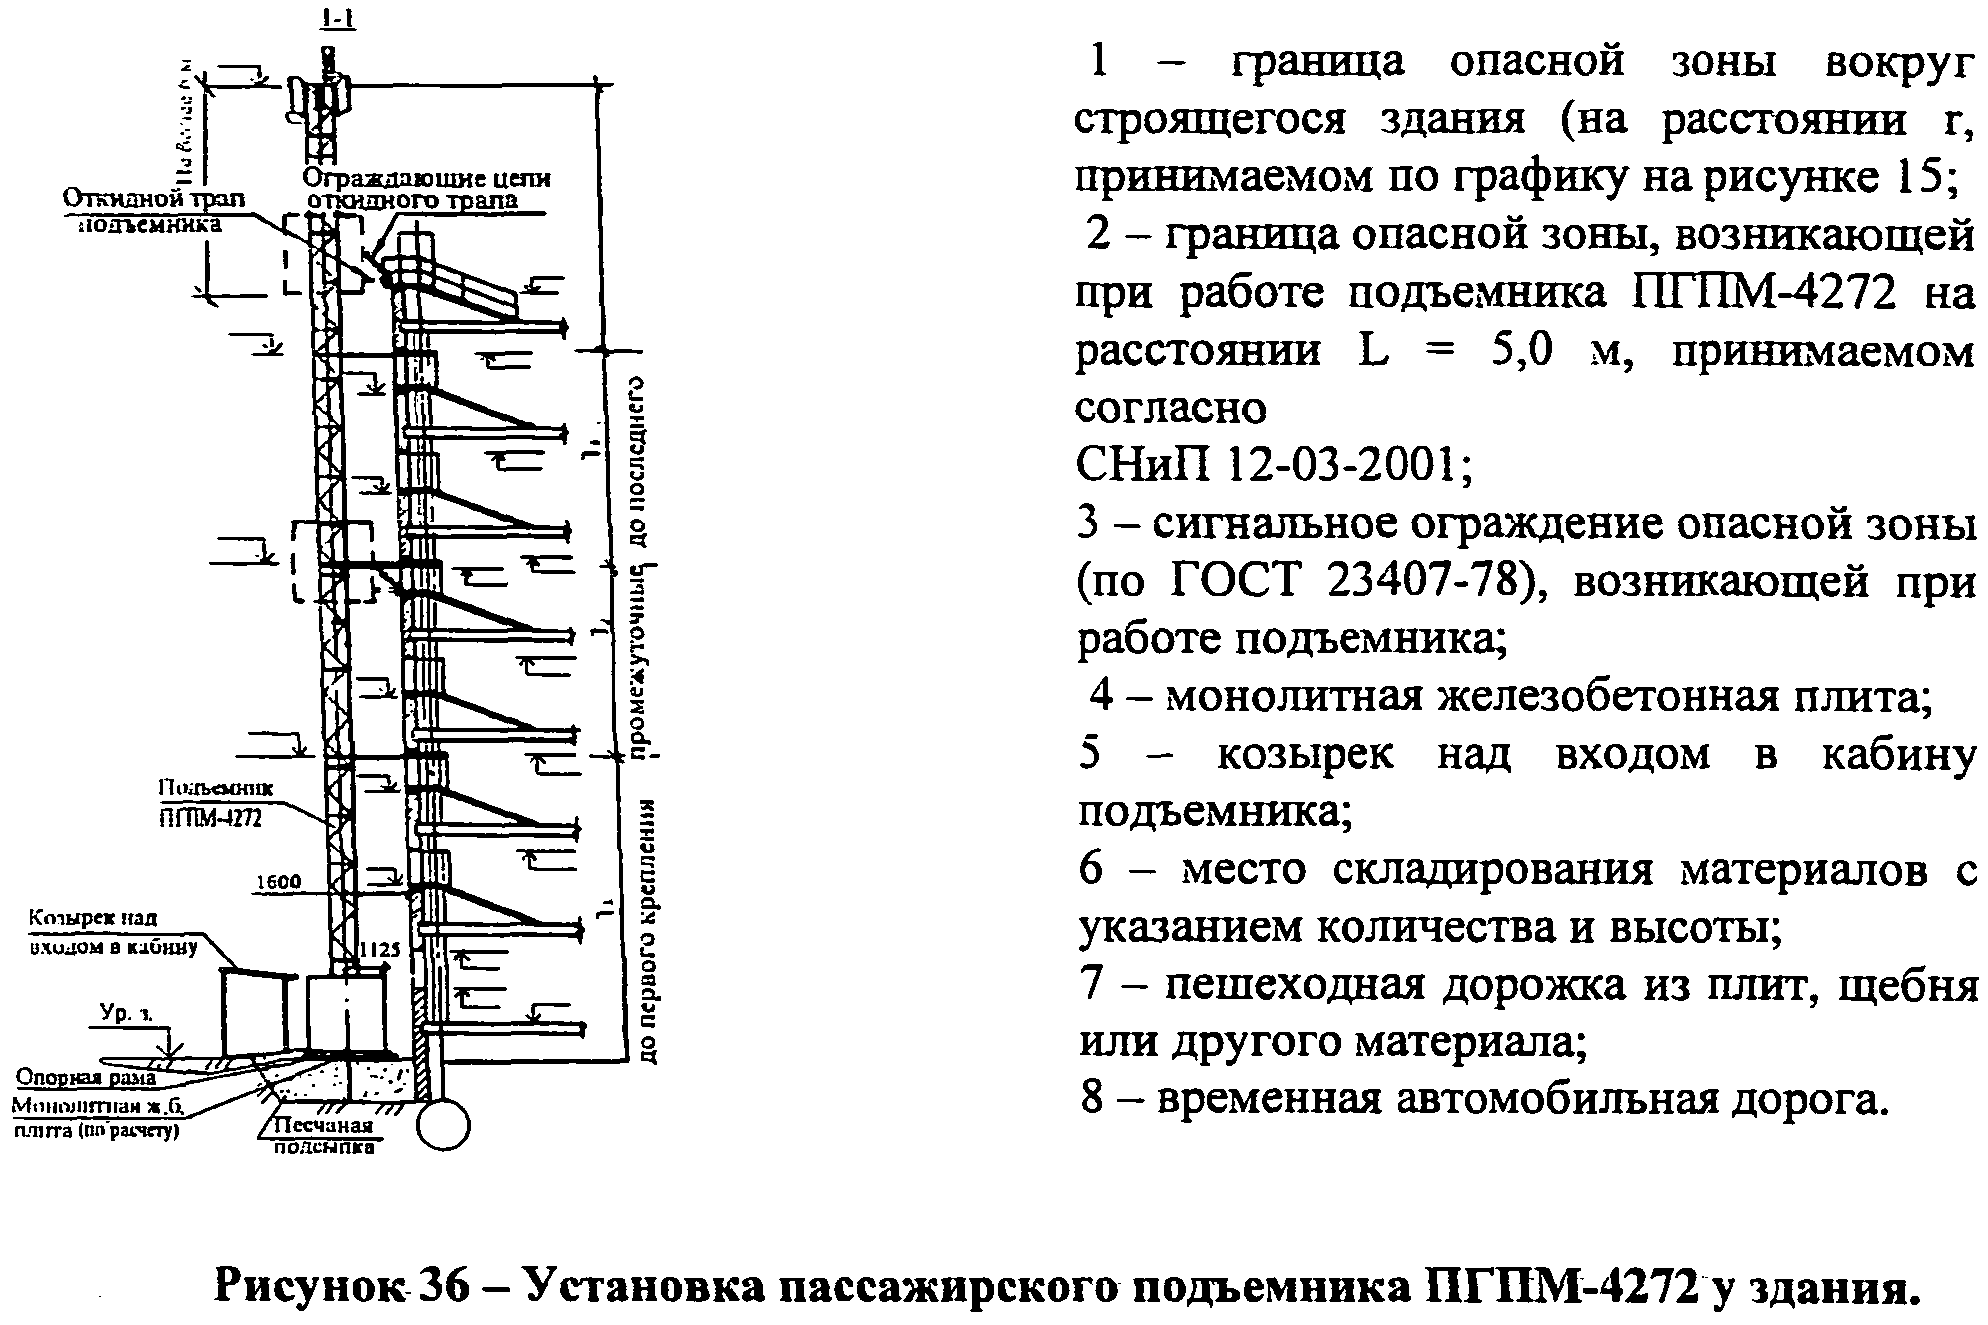 1-1
Ограждающие цепи
откидного трапа
Откидной трап
подъемника
до последнего
промежуточные
до первого крепления
Подъемник
ПГПМ-4272
1600
Козырек над
входом в кабину
1125
Ур. з.
Опорная рама
Монолитная ж.б.
плита (по расчету)
Песчаная
подсыпка
1 – граница опасной зоны вокруг
строящегося здания (на расстоянии r,
принимаемом по графику на рисунке 15;
2 – граница опасной зоны, возникающей
при работе подъемника ПГПМ-4272 на
расстоянии L = 5,0 м, принимаемом
согласно
СНиП 12-03-2001;
3 – сигнальное ограждение опасной зоны
(по ГОСТ 23407-78), возникающей при
работе подъемника;
4 – монолитная железобетонная плита;
5 – козырек над входом в кабину
подъемника;
6 – место складирования материалов с
указанием количества и высоты;
7 – пешеходная дорожка из плит, щебня
или другого материала;
8 – временная автомобильная дорога.
Рисунок 36 – Установка пассажирского подъемника ПГПМ-4272 у здания.